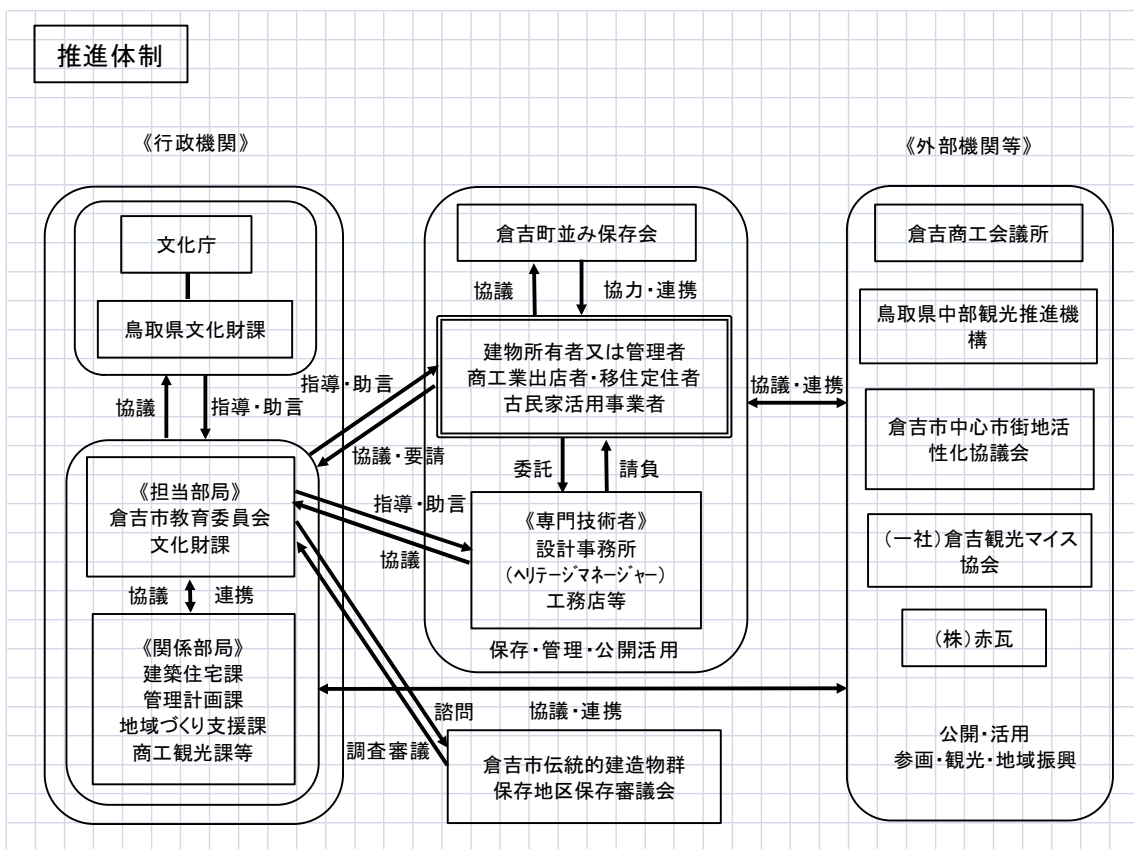 推進体制
《行政機関》
文化庁
鳥取県文化財課
協議
指導・助言
《担当部局》
倉吉市教育委員会
文化財課
協議
連携
《関係部局》
建築住宅課
管理計画課
地域づくり支援課
商工観光課等
指導・助言
協議・要請
指導・助言
協議
諮問
調査審議
倉吉町並み保存会
協議
協力・連携
建物所有者又は管理者
商工業出店者・移住定住者
古民家活用事業者
委託
請負
《専門技術者》
設計事務所
(ヘリテージマネージャー)
工務店等
保存・管理・公開活用
協議・連携
倉吉市伝統的建造物群
保存地区保存審議会
協議・連携
《外部機関等》
倉吉商工会議所
鳥取県中部観光推進機
構
倉吉市中心市街地活
性化協議会
(一社)倉吉観光マイス
協会
(株)赤瓦
公開・活用
参画・観光・地域振興